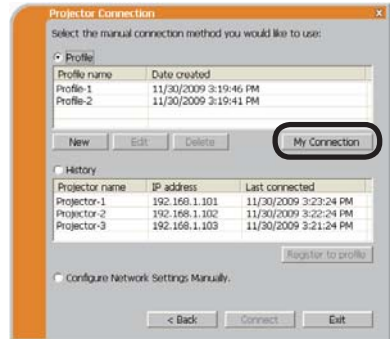 Projector Connection
Select the manual connection method you would like to use:
Profile
Profile name Date created
Profile-1 11/30/2009 3:19:46 PM
Profile-2 11/30/2009 3:19:41 PM
New Edit Delete My Connection
History
Projector name IP address Last connected
Projector-1 192.168.1.101 11/30/2009 3:23:24 PM
Projector-2 192.168.1.102 11/30/2009 3:22:24 PM
Projector-3 192.168.1.103 11/30/2009 3:21:24 PM
Register to profile
Configure Network Settings Manually.
< Back Connect Exit